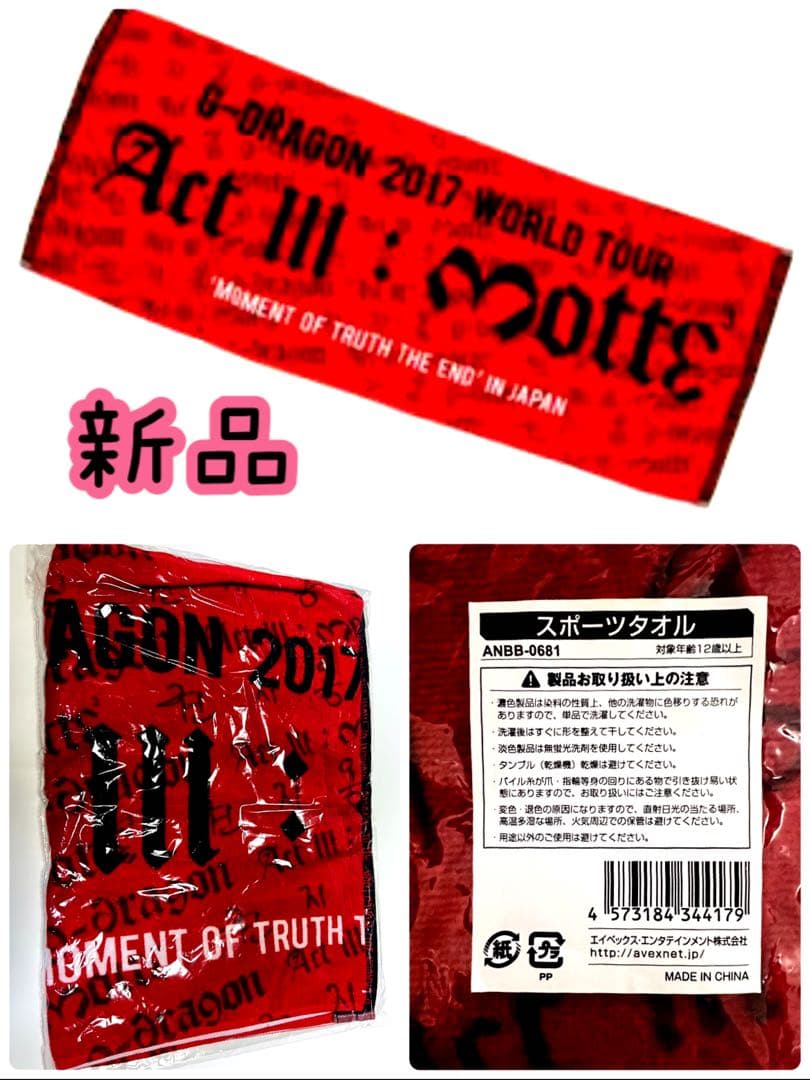 G-DRAGON 2017 WORLD TOUR
Act III : Motte
'MOMENT OF TRUTH THE END' IN JAPAN
新品
AGON 2017
III :
MOMENT OF TRUTH T
Act III :
dragon
Act III :
G-dragon
スポーツタオル
ANBB-0681 対象年齢12歳以上
⚠ 製品お取り扱い上の注意
・濃色製品は染料の性質上、他の洗濯物に色移りする恐れが
ありますので、単品で洗濯してください。
・洗濯後はすぐに形を整えて干してください。
・淡色製品は無蛍光洗剤を使用してください。
・タンブル(乾燥機)乾燥は避けてください。
・パイル糸が爪・指輪等身の回りにある物で引き抜け易い状
態にありますので、お取り扱いにはご注意ください。
・変色・退色の原因になりますので、直射日光の当たる場所、
高温多湿な場所、火気周辺での保管は避けてください。
・用途以外のご使用は避けてください。
4 573184 344179
紙 プラ
PP
エイベックス・エンタテインメント株式会社
http://avexnet.jp/
MADE IN CHINA